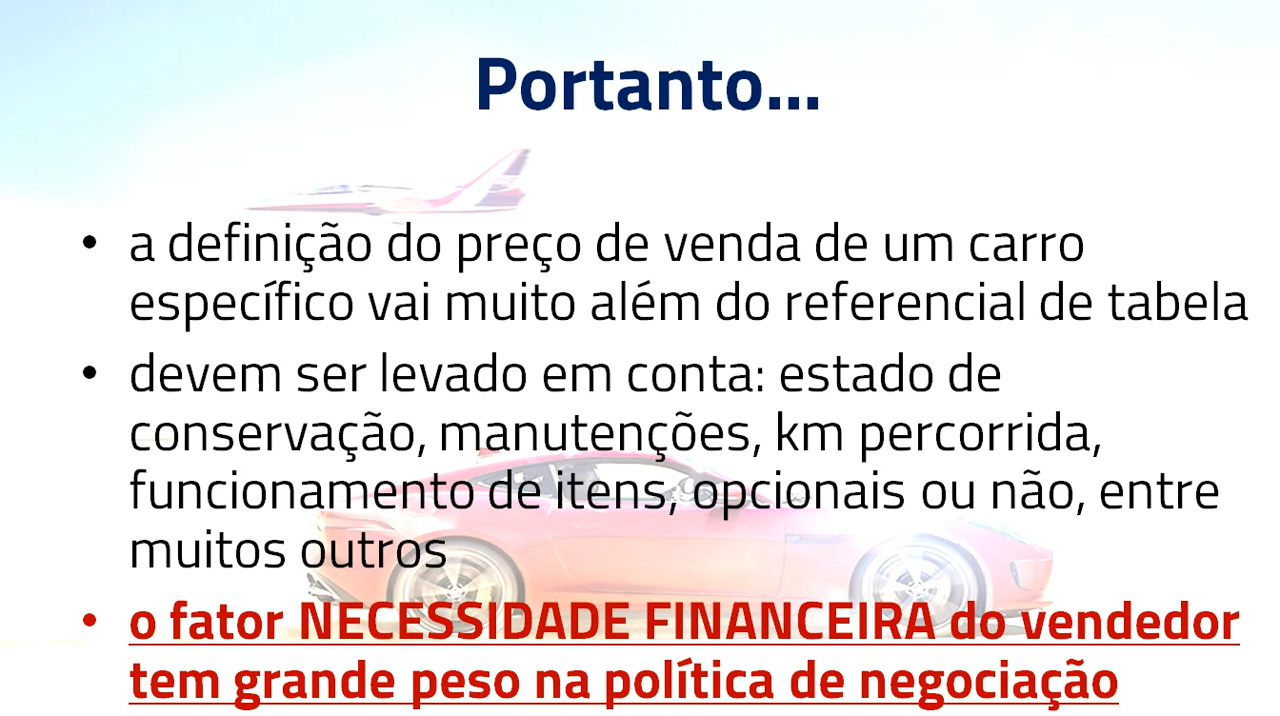 Portanto...
• a definição do preço de venda de um carro
específico vai muito além do referencial de tabela
• devem ser levado em conta: estado de
conservação, manutenções, km percorrida,
funcionamento de itens, opcionais ou não, entre
muitos outros
• o fator NECESSIDADE FINANCEIRA do vendedor
tem grande peso na política de negociação